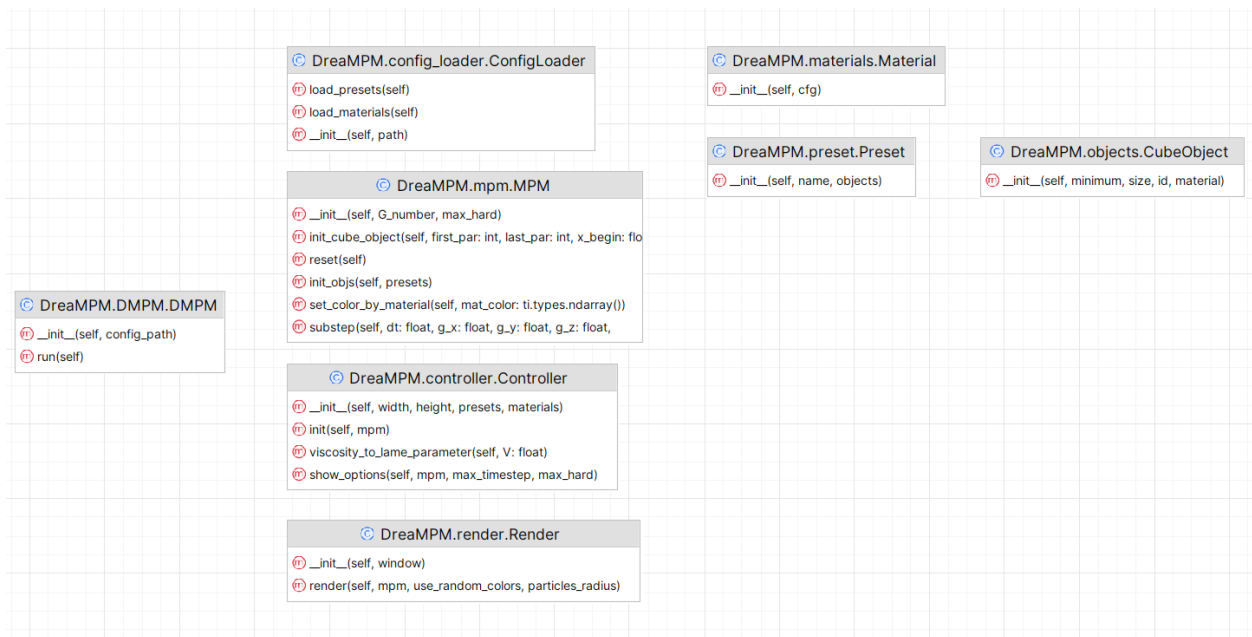 DreaMPM.config_loader.ConfigLoader
load_presets(self)
load_materials(self)
__init__(self, path)
DreaMPM.materials.Material
__init__(self, cfg)
DreaMPM.preset.Preset
__init__(self, name, objects)
DreaMPM.objects.CubeObject
__init__(self, minimum, size, id, material)
DreaMPM.mpm.MPM
__init__(self, G_number, max_hard)
init_cube_object(self, first_par: int, last_par: int, x_begin: flo
reset(self)
init_objs(self, presets)
set_color_by_material(self, mat_color: ti.types.ndarray())
substep(self, dt: float, g_x: float, g_y: float, g_z: float,
DreaMPM.DMPM.DMPM
__init__(self, config_path)
run(self)
DreaMPM.controller.Controller
__init__(self, width, height, presets, materials)
init(self, mpm)
viscosity_to_lame_parameter(self, V: float)
show_options(self, mpm, max_timestep, max_hard)
DreaMPM.render.Render
__init__(self, window)
render(self, mpm, use_random_colors, particles_radius)